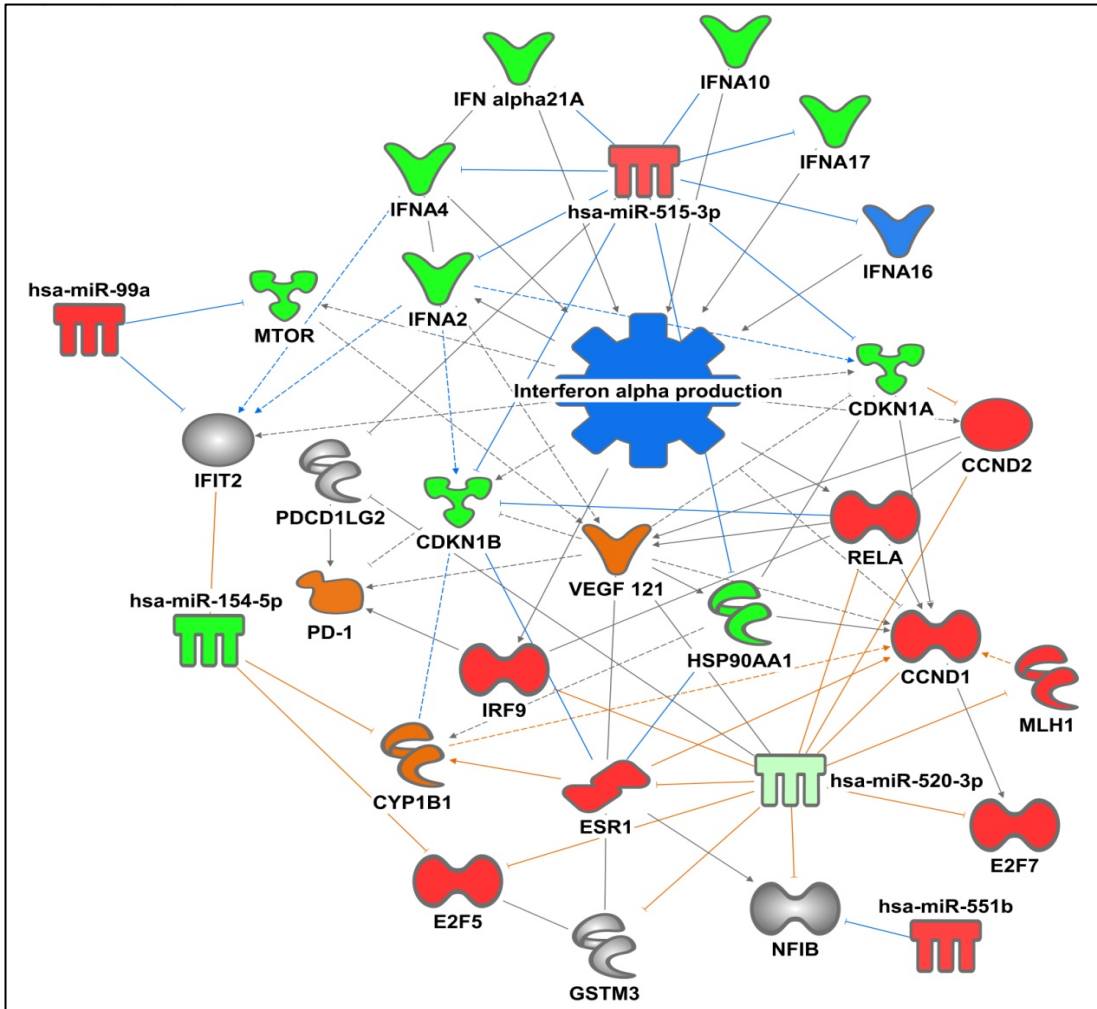 IFN alpha21A
IFNA10
IFNA17
IFNA4
hsa-miR-515-3p
IFNA16
hsa-miR-99a
MTOR
IFNA2
Interferon alpha production
CDKN1A
IFIT2
CCND2
PDCD1LG2
CDKN1B
RELA
VEGF 121
hsa-miR-154-5p
PD-1
HSP90AA1
CCND1
IRF9
MLH1
CYP1B1
hsa-miR-520-3p
ESR1
E2F7
E2F5
NFIB
hsa-miR-551b
GSTM3